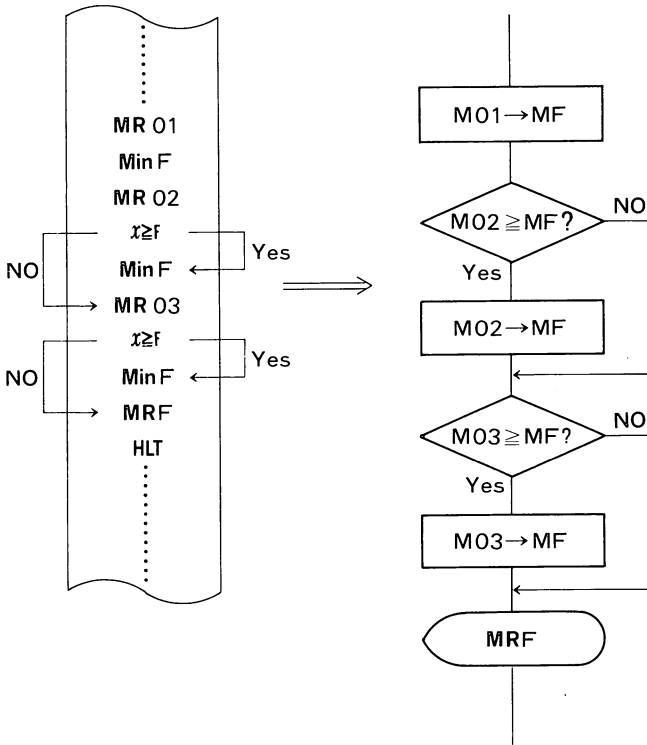 MR 01
Min F
MR 02
x≧F
Yes
NO
Min F
MR 03
x≧F
Yes
NO
Min F
MR F
HLT
M01→MF
M02≧MF?
NO
Yes
M02→MF
M03≧MF?
NO
Yes
M03→MF
MRF